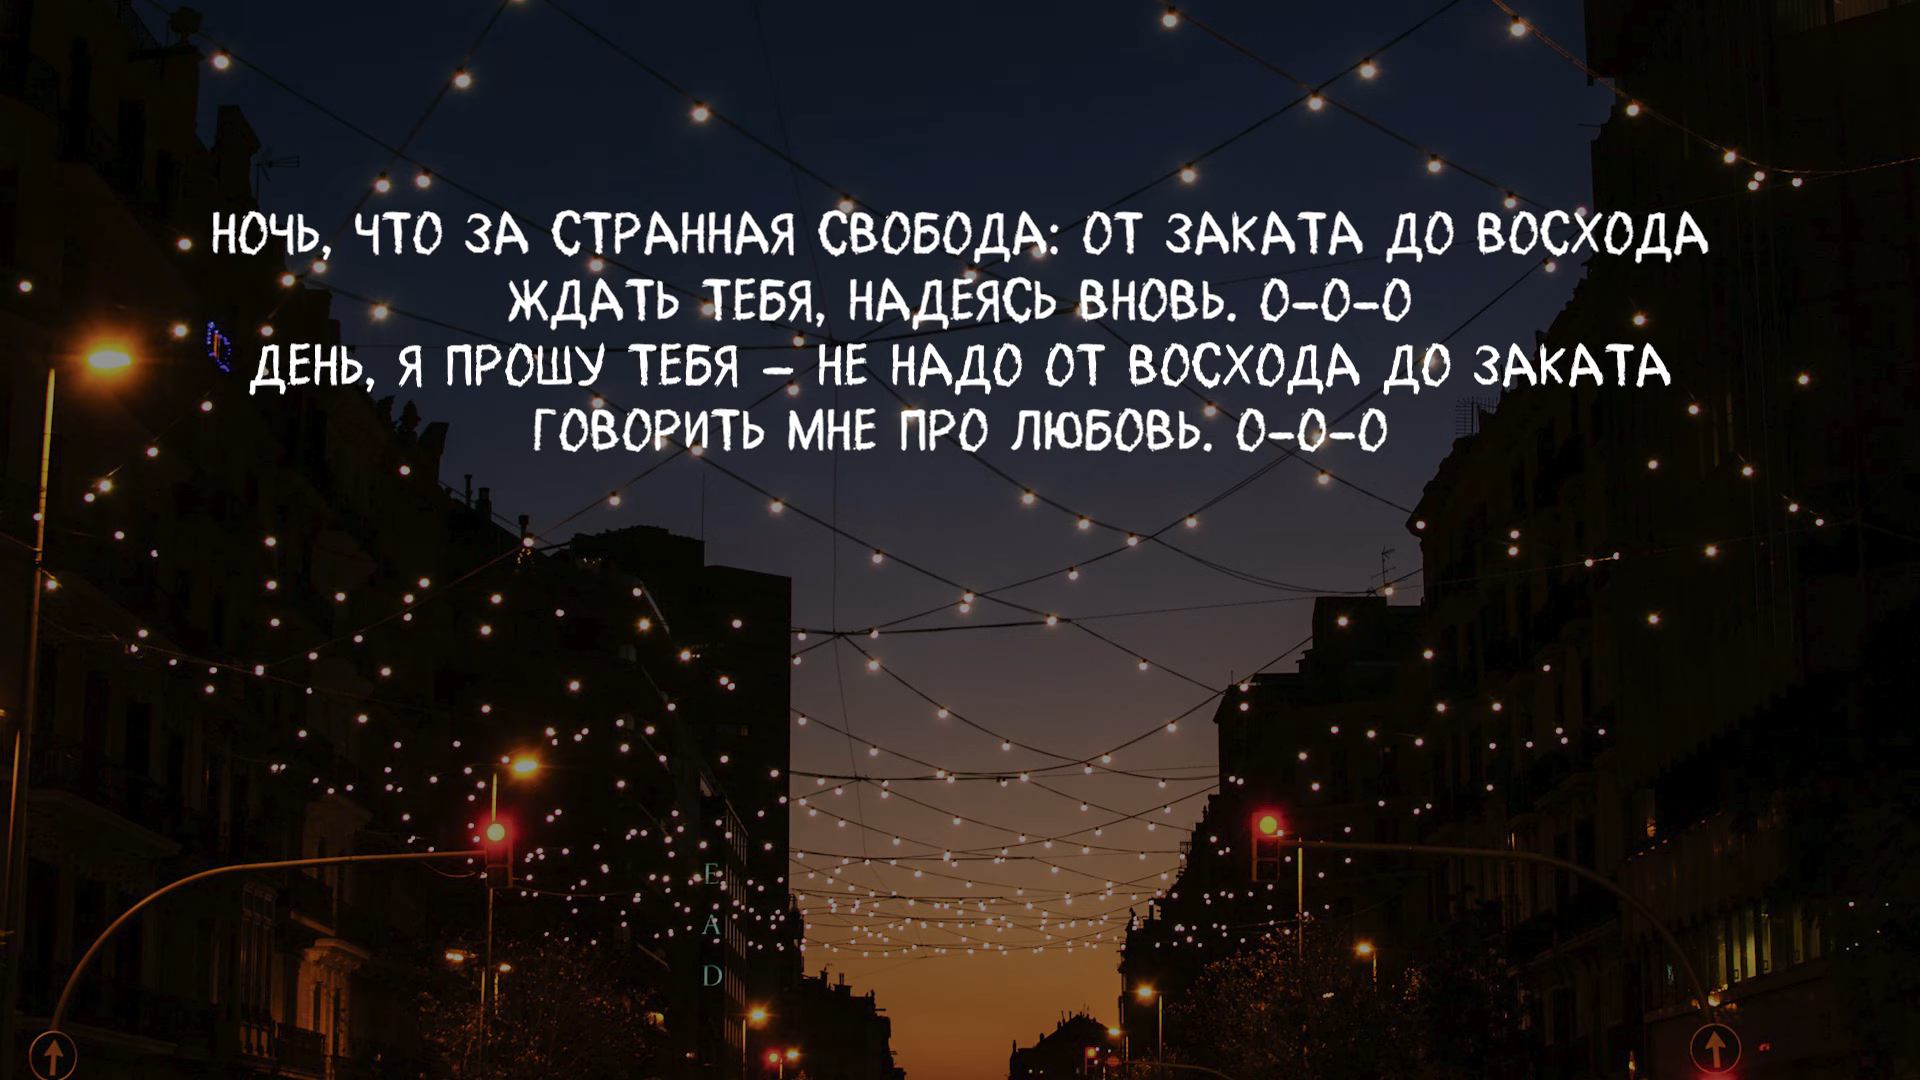 НОЧЬ, ЧТО ЗА СТРАННАЯ СВОБОДА: ОТ ЗАКАТА ДО ВОСХОДА
ЖДАТЬ ТЕБЯ, НАДЕЯСЬ ВНОВЬ. О-О-О
ДЕНЬ, Я ПРОШУ ТЕБЯ – НЕ НАДО ОТ ВОСХОДА ДО ЗАКАТА
ГОВОРИТЬ МНЕ ПРО ЛЮБОВЬ. О-О-О
E
A
D